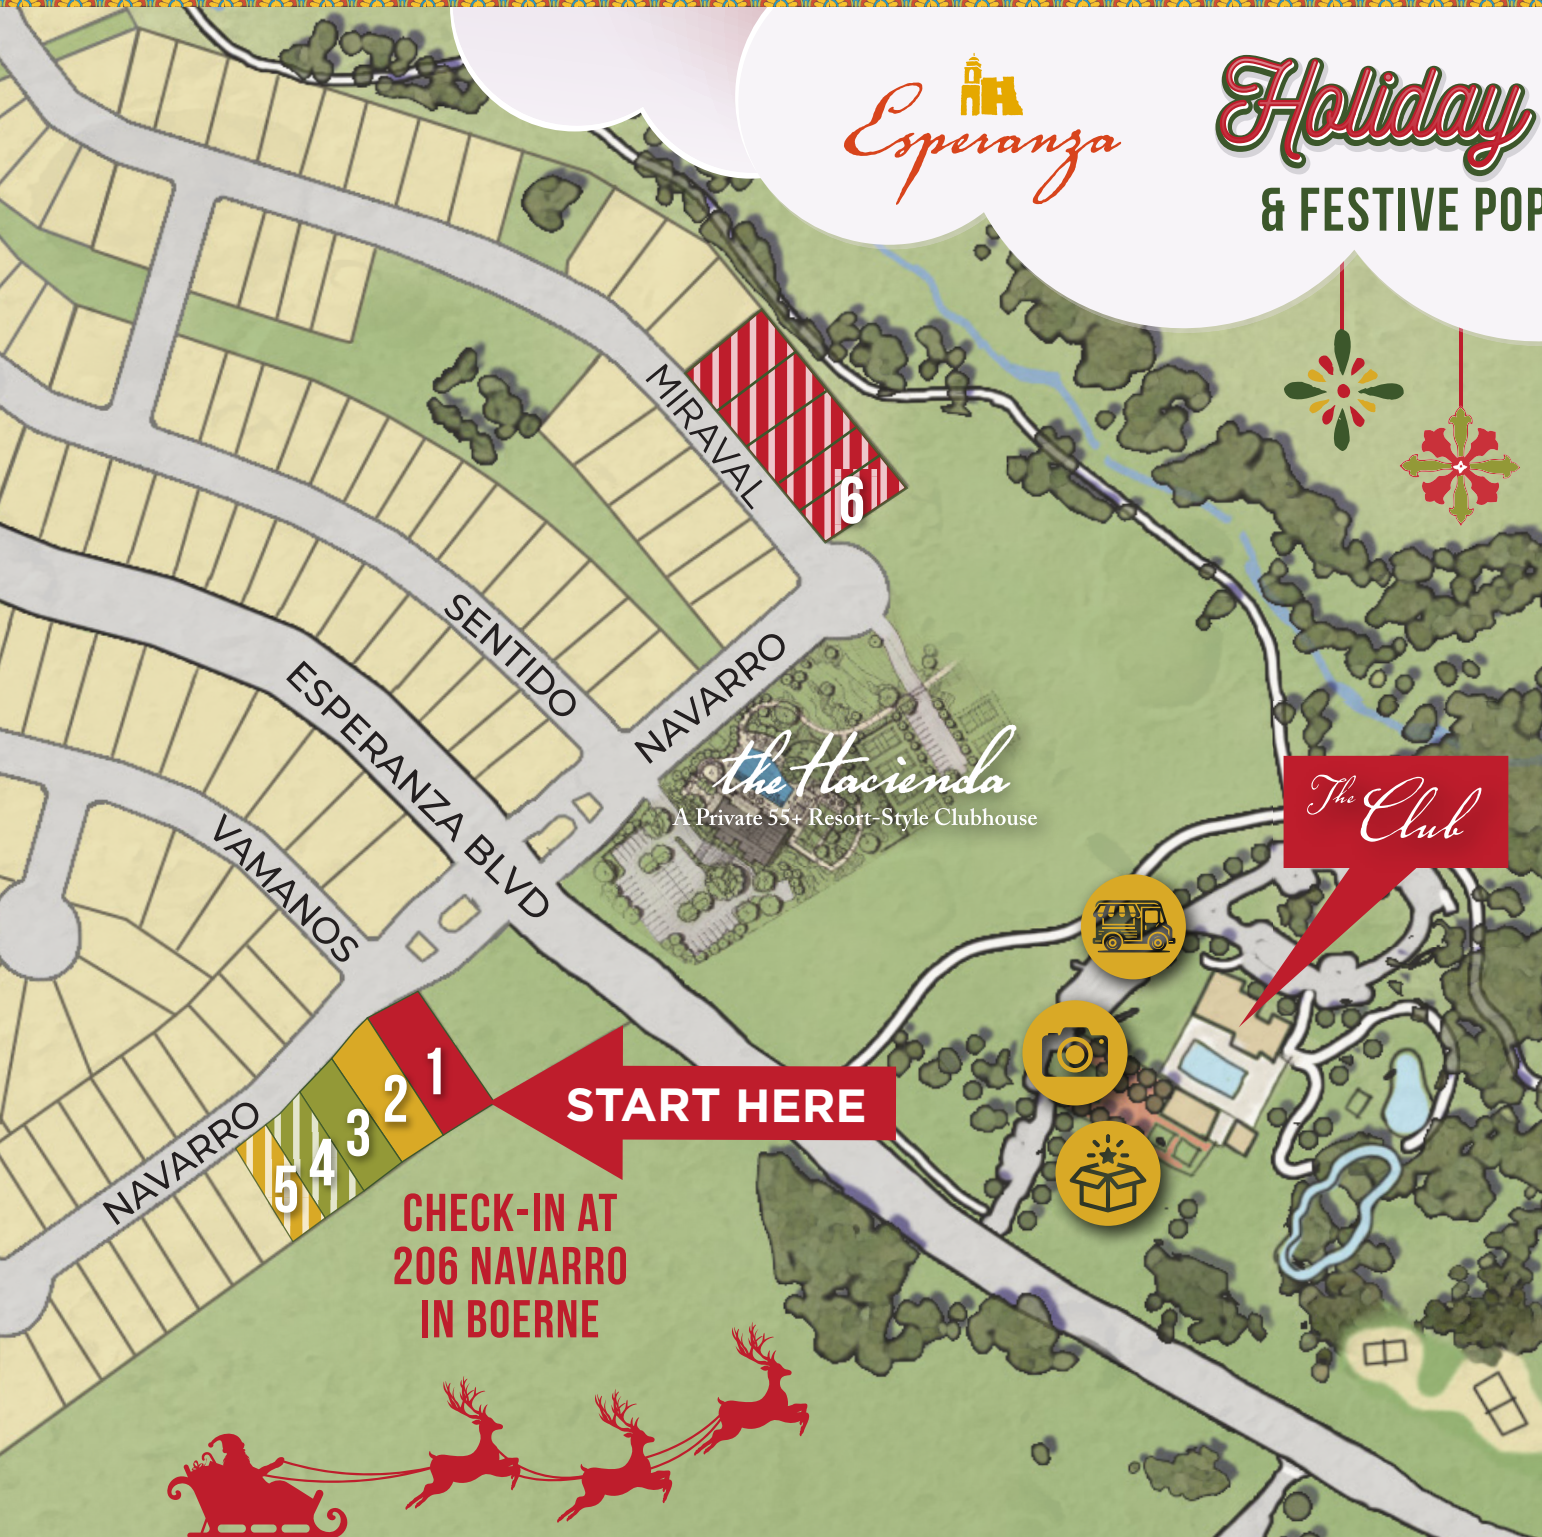 Esperanza
Holiday
& FESTIVE POP
MIRAVAL
6
SENTIDO
NAVARRO
ESPERANZA BLVD
the Hacienda
A Private 55+ Resort-Style Clubhouse
The Club
VAMANOS
1
2
3
4
5
START HERE
NAVARRO
CHECK-IN AT
206 NAVARRO
IN BOERNE